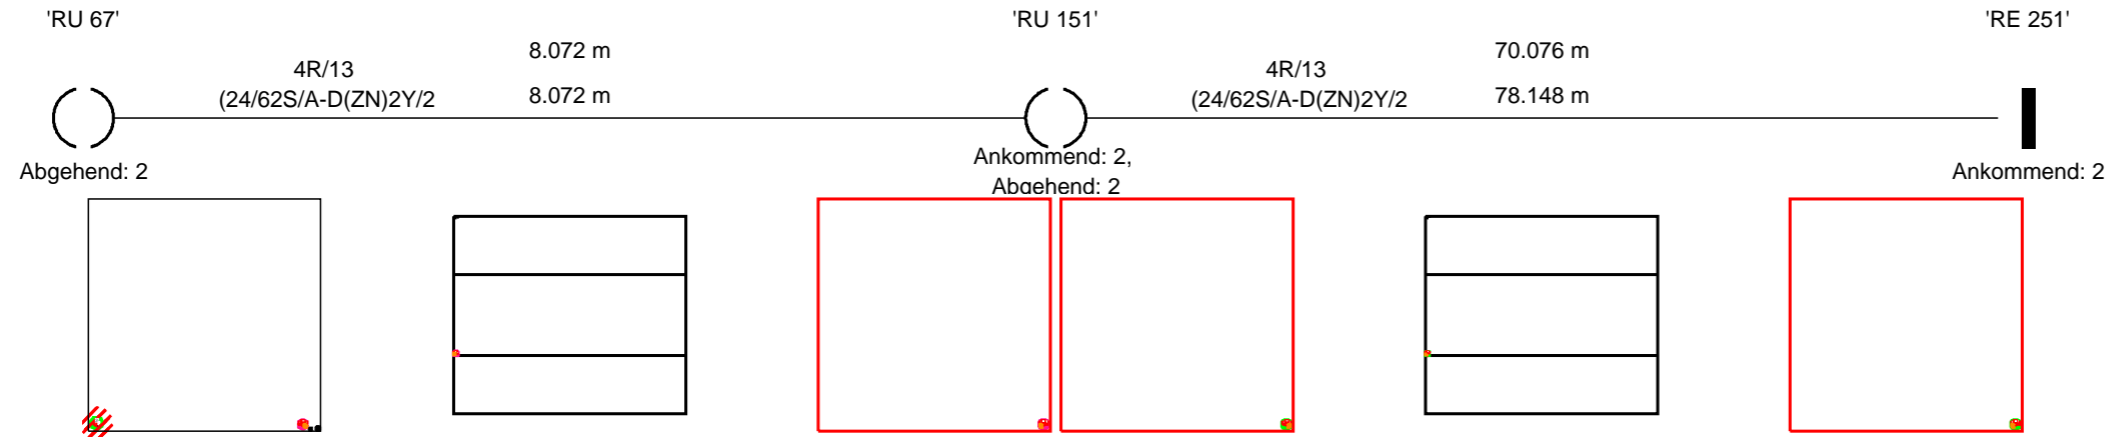 'RU 67'
'RU 151'
'RE 251'
8.072 m
70.076 m
4R/13
4R/13
(24/62S/A-D(ZN)2Y/2
8.072 m
(24/62S/A-D(ZN)2Y/2
78.148 m
Ankommend: 2,
Abgehend: 2
Ankommend: 2
Abgehend: 2